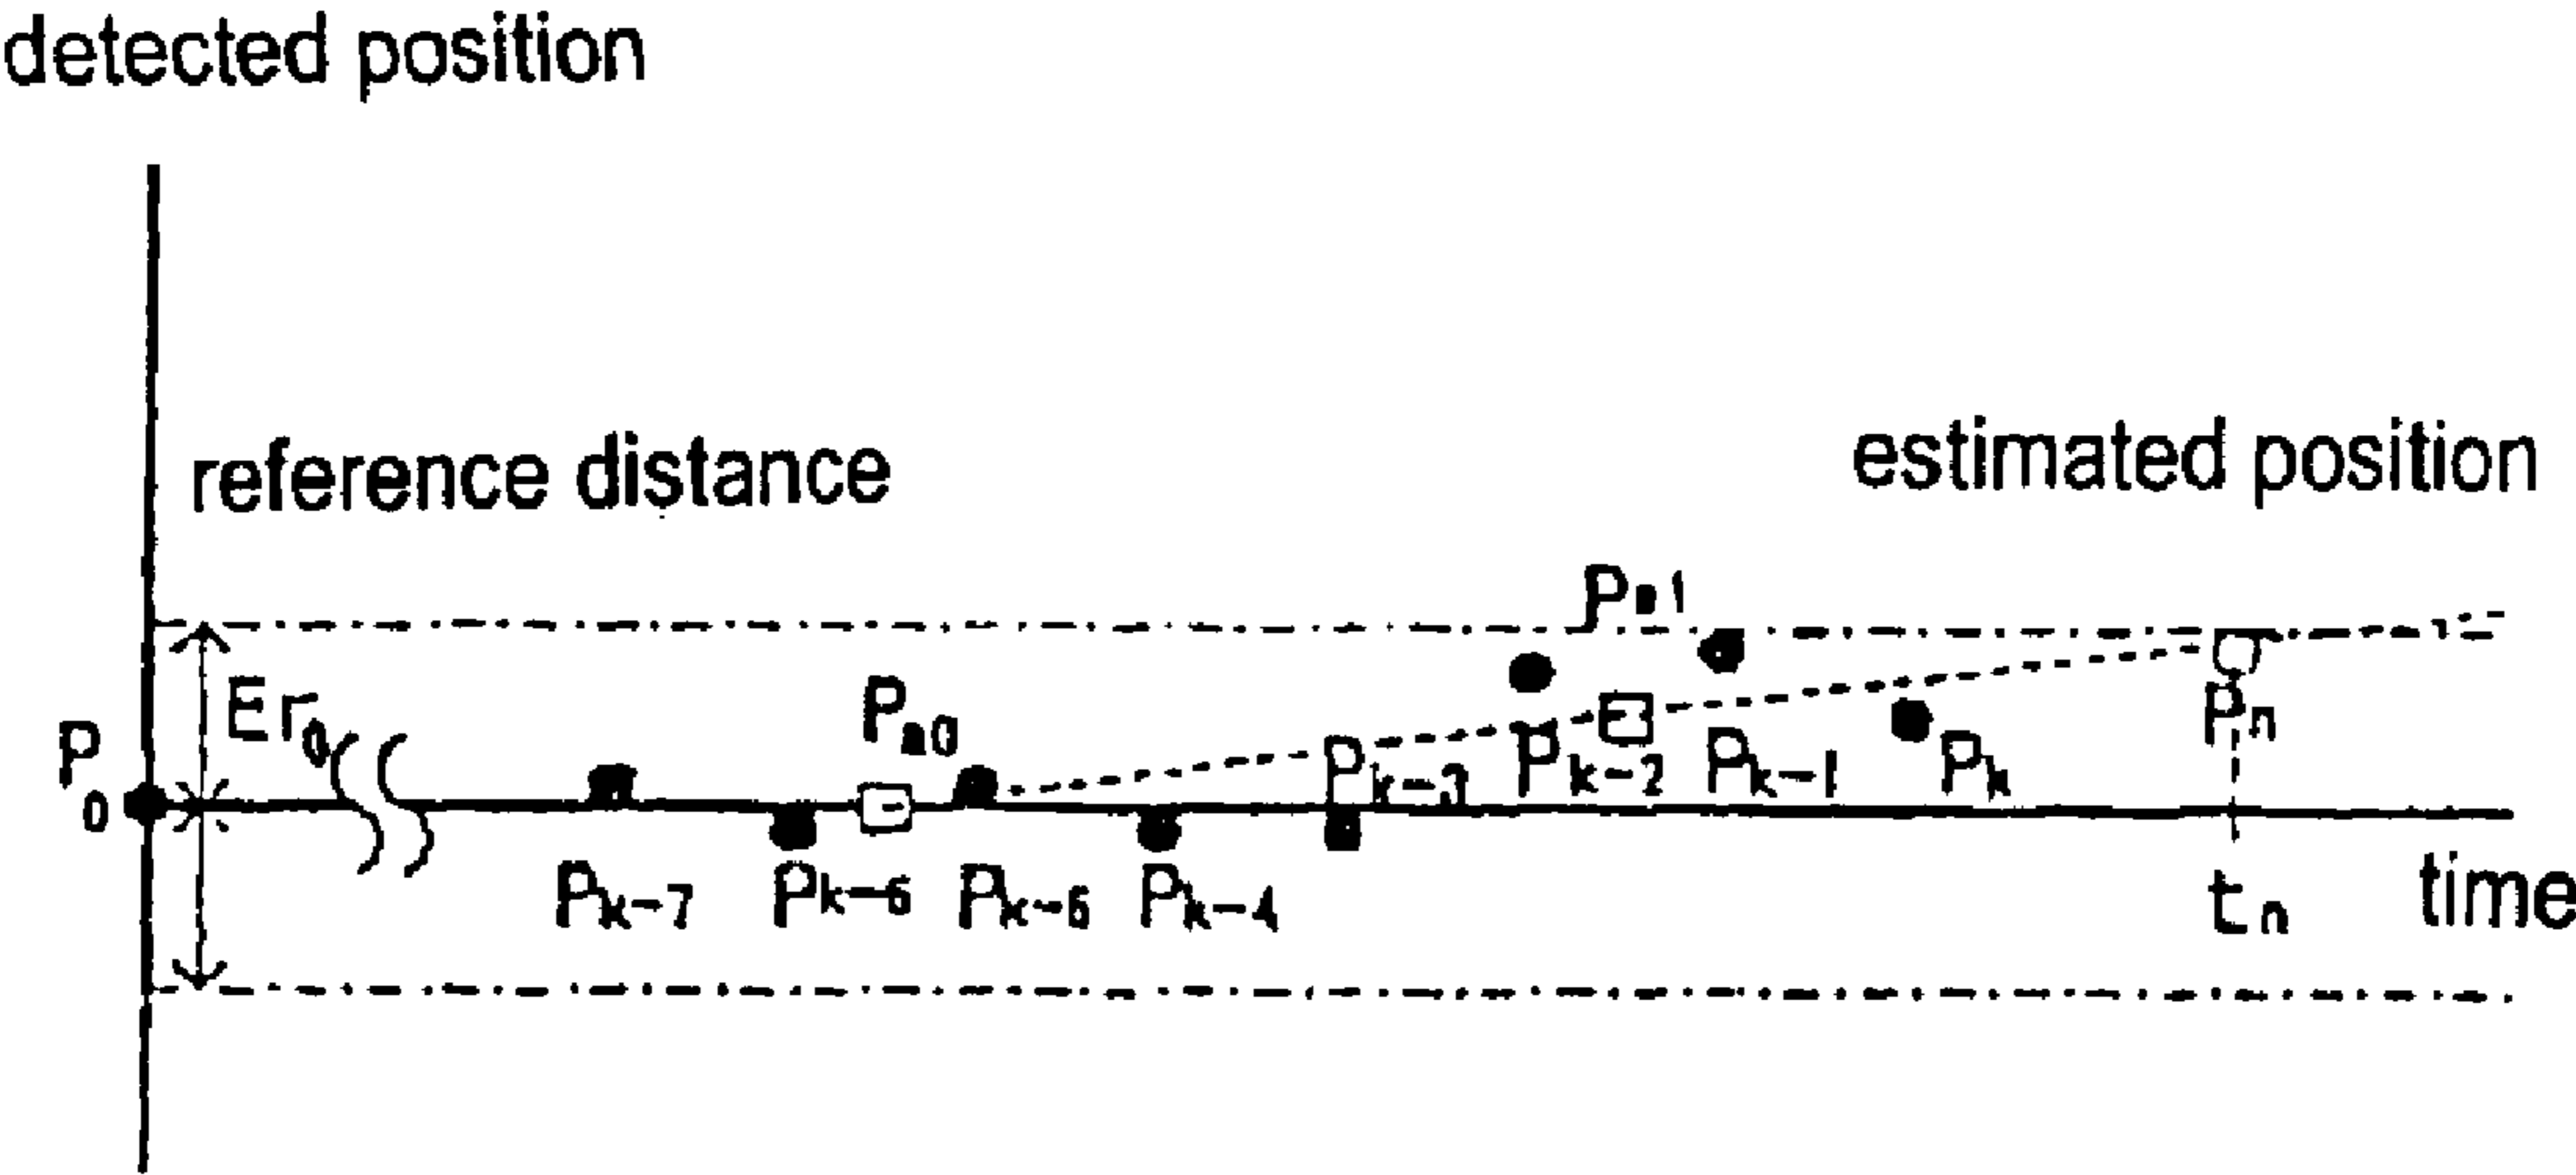 detected position
reference distance
estimated position
Pa1
Er0
Pa0
P0
Pk-3
Pk-2
Pk-1
Pk
Pn
Pk-7
Pk-6
Pk-5
Pk-4
tn
time